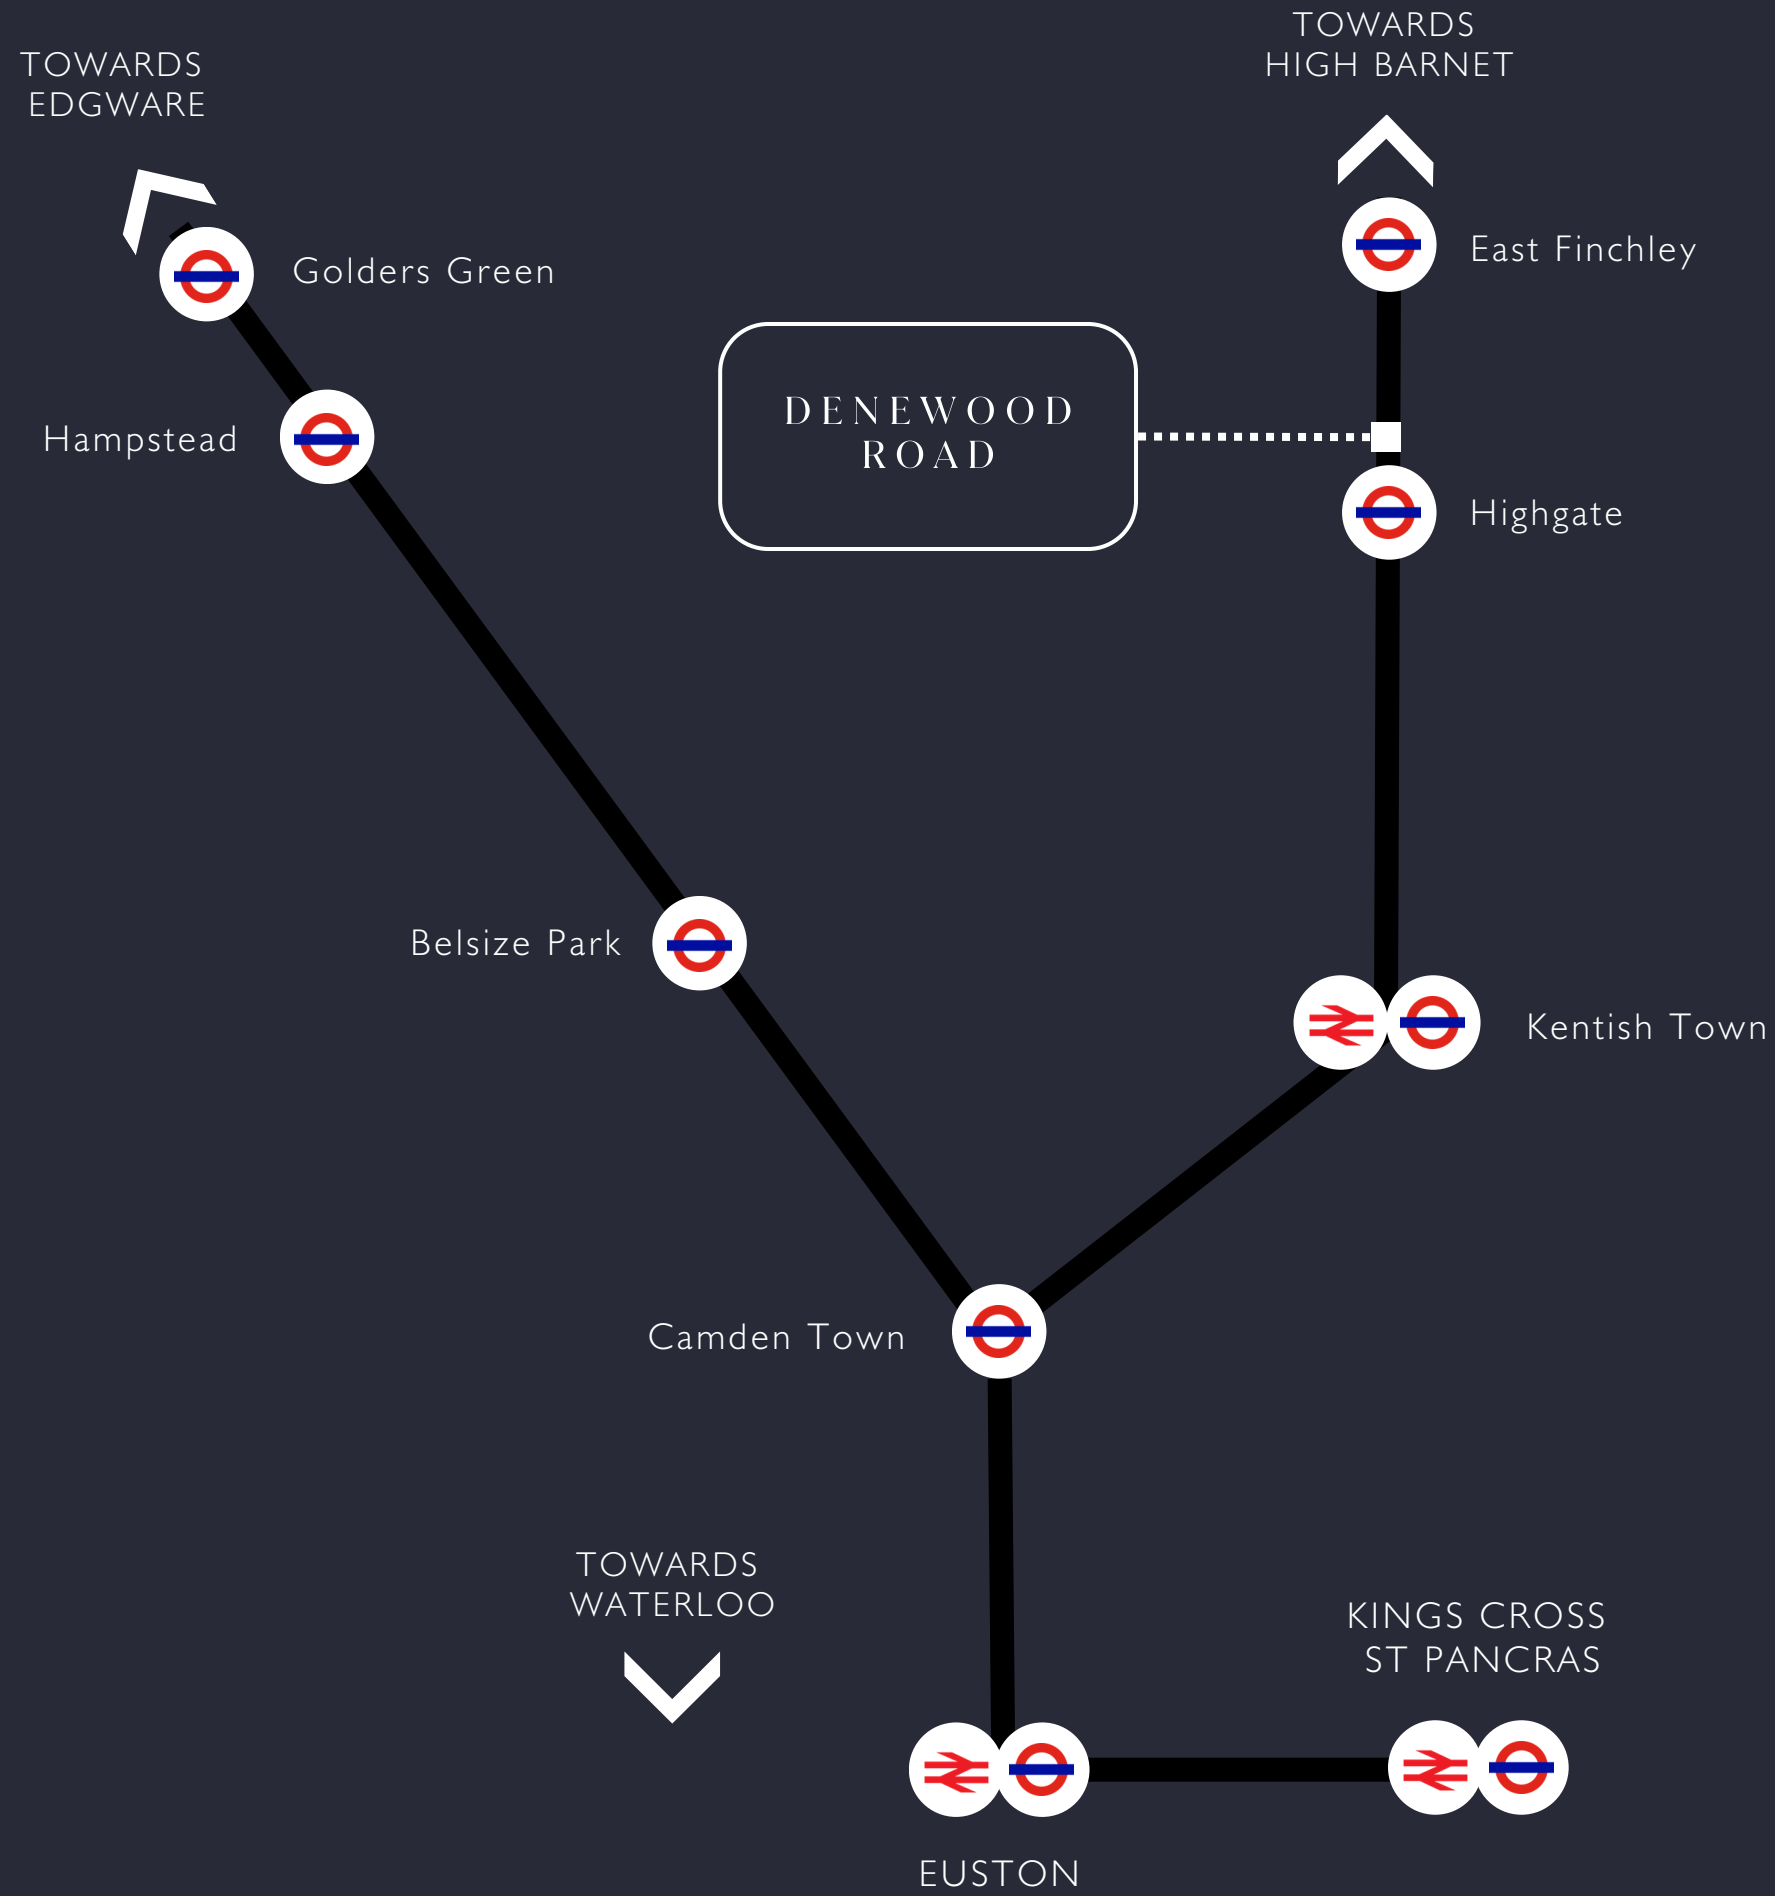 TOWARDS
HIGH BARNET
TOWARDS
EDGWARE
East Finchley
Golders Green
DENEWOOD
ROAD
Hampstead
Highgate
Belsize Park
Kentish Town
Camden Town
TOWARDS
WATERLOO
KINGS CROSS
ST PANCRAS
EUSTON